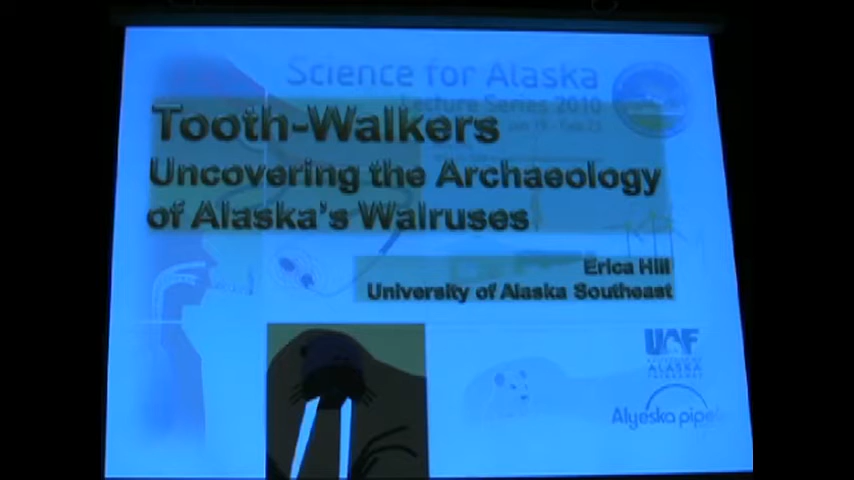 Science for Alaska
Lecture Series 2010
Tooth-Walkers
Uncovering the Archaeology
of Alaska's Walruses
Erica Hill
University of Alaska Southeast
UAF
ALASKA
Alyeska pipel